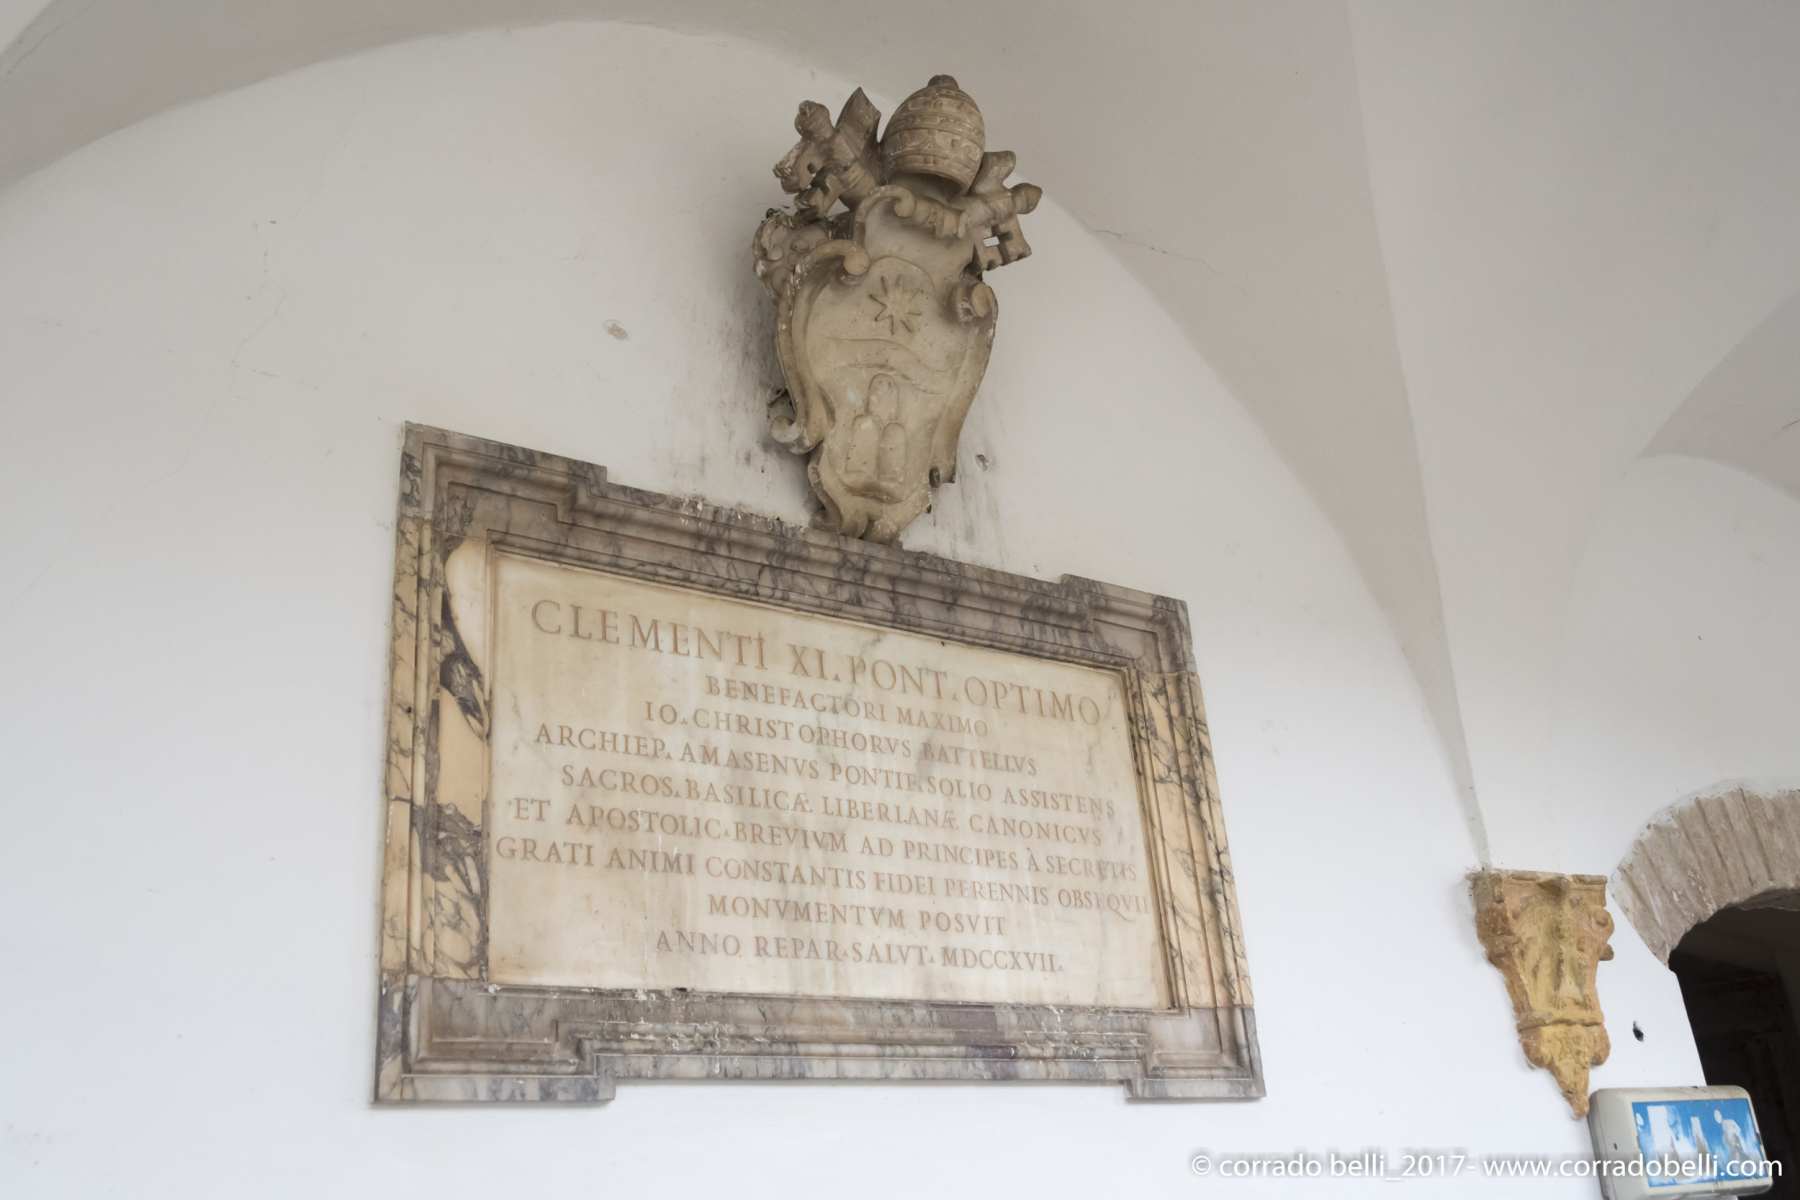 CLEMENTI XI. PONT. OPTIMO
BENEFACTORI MAXIMO
IO. CHRISTOPHORVS BATTELLVS
ARCHIEP. AMASENVS PONTIF. SOLIO ASSISTENS
SACROS. BASILICÆ LIBERIANÆ CANONICVS
ET APOSTOLIC. BREVIVM AD PRINCIPES À SECRETIS
GRATI ANIMI CONSTANTIS FIDEI PERENNIS OBSEQVII
MONVMENTVM POSVIT
ANNO REPAR. SALVT. MDCCXVII.
© corrado belli_2017- www.corradobelli.com